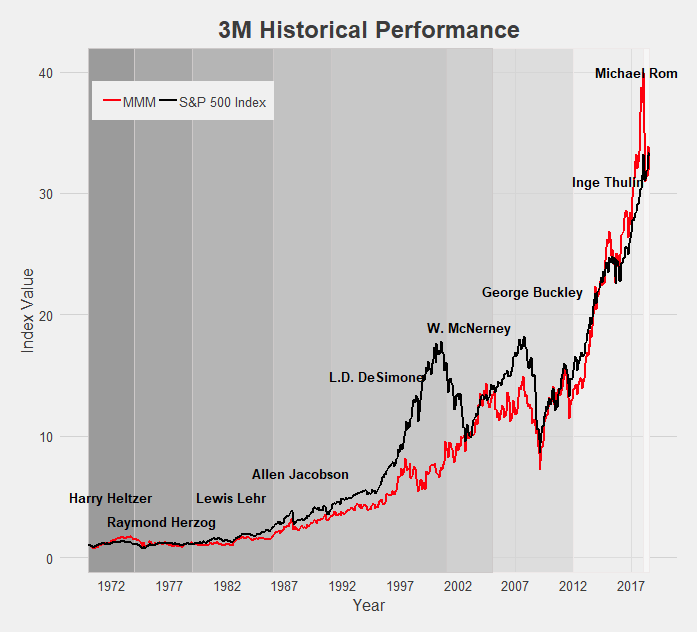 3M Historical Performance
40
Michael Rom
MMM S&P 500 Index
30
Inge Thulin
George Buckley
20
W. McNerney
L.D. DeSimone
10
Allen Jacobson
Harry Heltzer
Lewis Lehr
Raymond Herzog
0
Index Value
1972 1977 1982 1987 1992 1997 2002 2007 2012 2017
Year